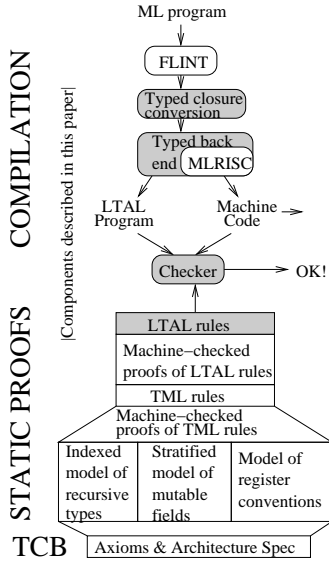 ML program
FLINT
Typed closure
conversion
Typed back
end
MLRISC
LTAL
Program
Machine
Code
Checker
OK!
COMPILATION
|Components described in this paper|
LTAL rules
Machine−checked
proofs of LTAL rules
TML rules
Machine−checked
proofs of TML rules
Indexed
model of
recursive
types
Stratified
model of
mutable
fields
Model of
register
conventions
STATIC PROOFS
TCB
Axioms & Architecture Spec